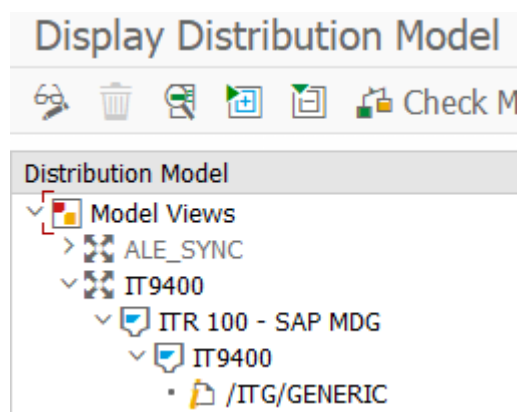 Display Distribution Model
Check M
Distribution Model
Model Views
ALE_SYNC
IT9400
ITR 100 - SAP MDG
IT9400
/ITG/GENERIC